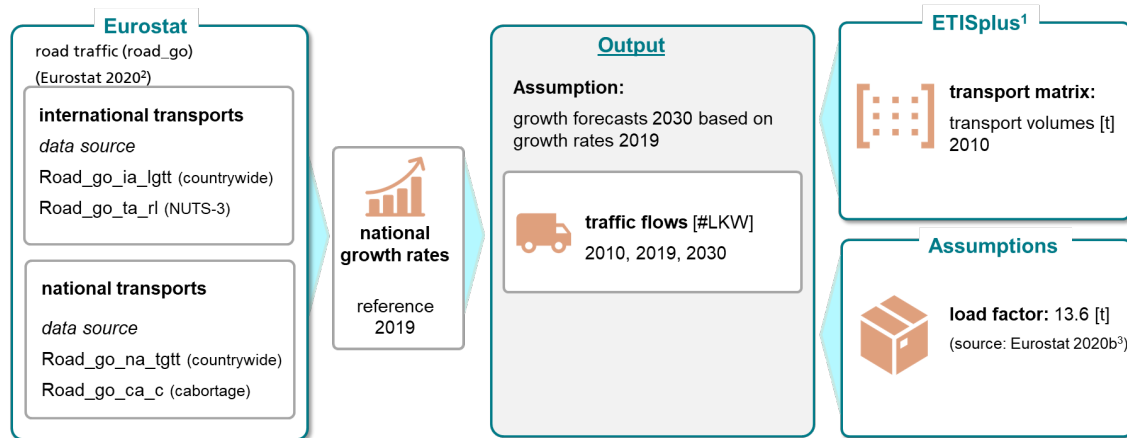 Eurostat
road traffic (road_go)
(Eurostat 2020²)
international transports
data source
Road_go_ia_lgtt (countrywide)
Road_go_ta_rl (NUTS-3)
national transports
data source
Road_go_na_tgtt (countrywide)
Road_go_ca_c (cabortage)
national
growth rates
reference
2019
Output
Assumption:
growth forecasts 2030 based on
growth rates 2019
traffic flows [#LKW]
2010, 2019, 2030
ETISplus¹
transport matrix:
transport volumes [t]
2010
Assumptions
load factor: 13.6 [t]
(source: Eurostat 2020b³)